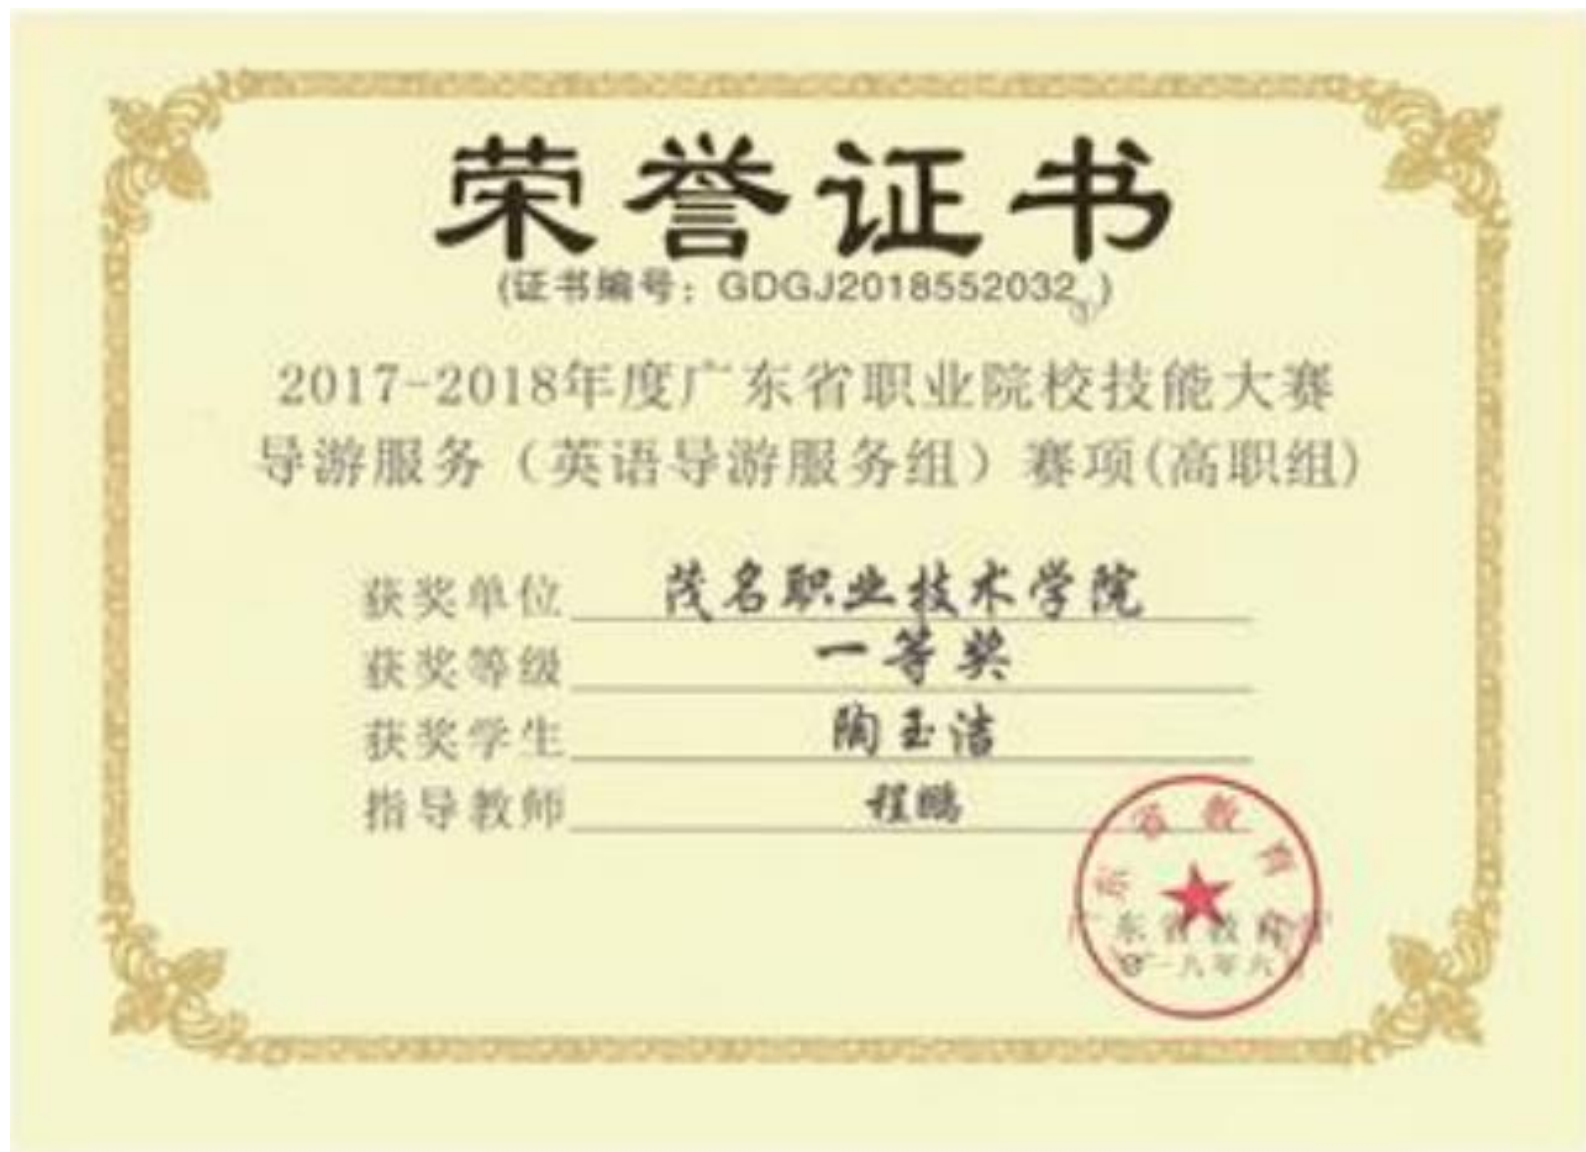 荣誉证书
(证书编号：GDGJ2018552032)
2017-2018年度广东省职业院校技能大赛
导游服务（英语导游服务组）赛项(高职组)
获奖单位 茂名职业技术学院
获奖等级 一等奖
获奖学生 陶玉洁
指导教师 程鹏
东省教育
一八年六